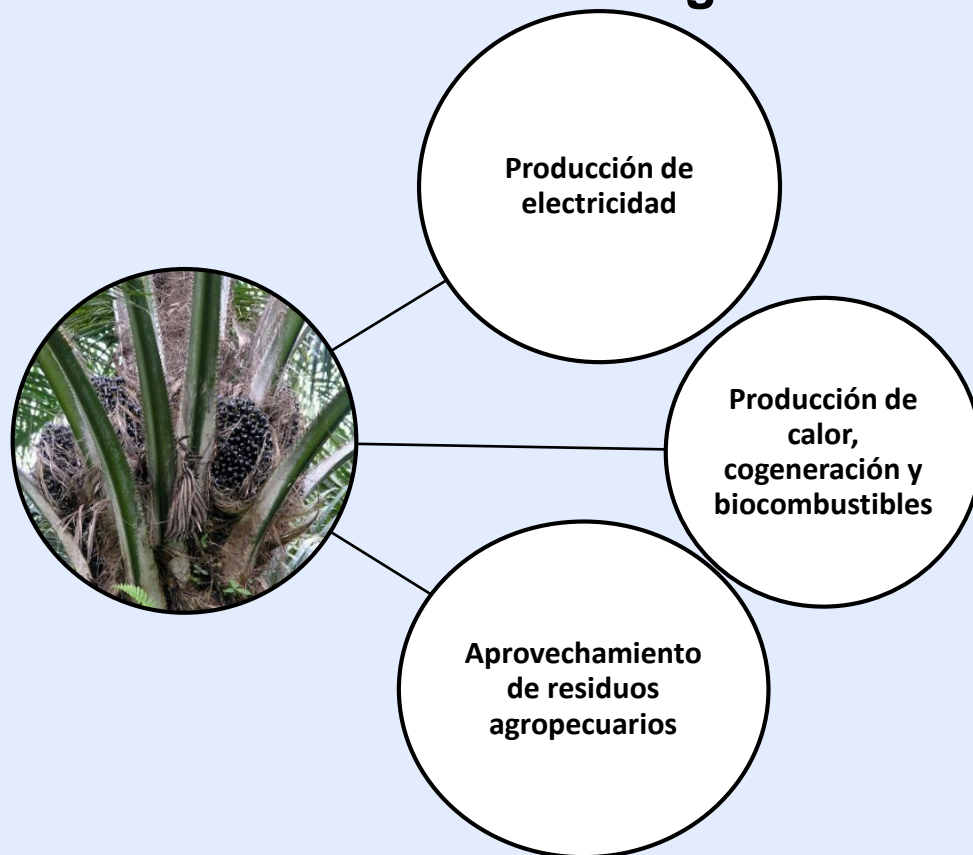 Producción de
electricidad
Producción de
calor,
cogeneración y
biocombustibles
Aprovechamiento
de residuos
agropecuarios